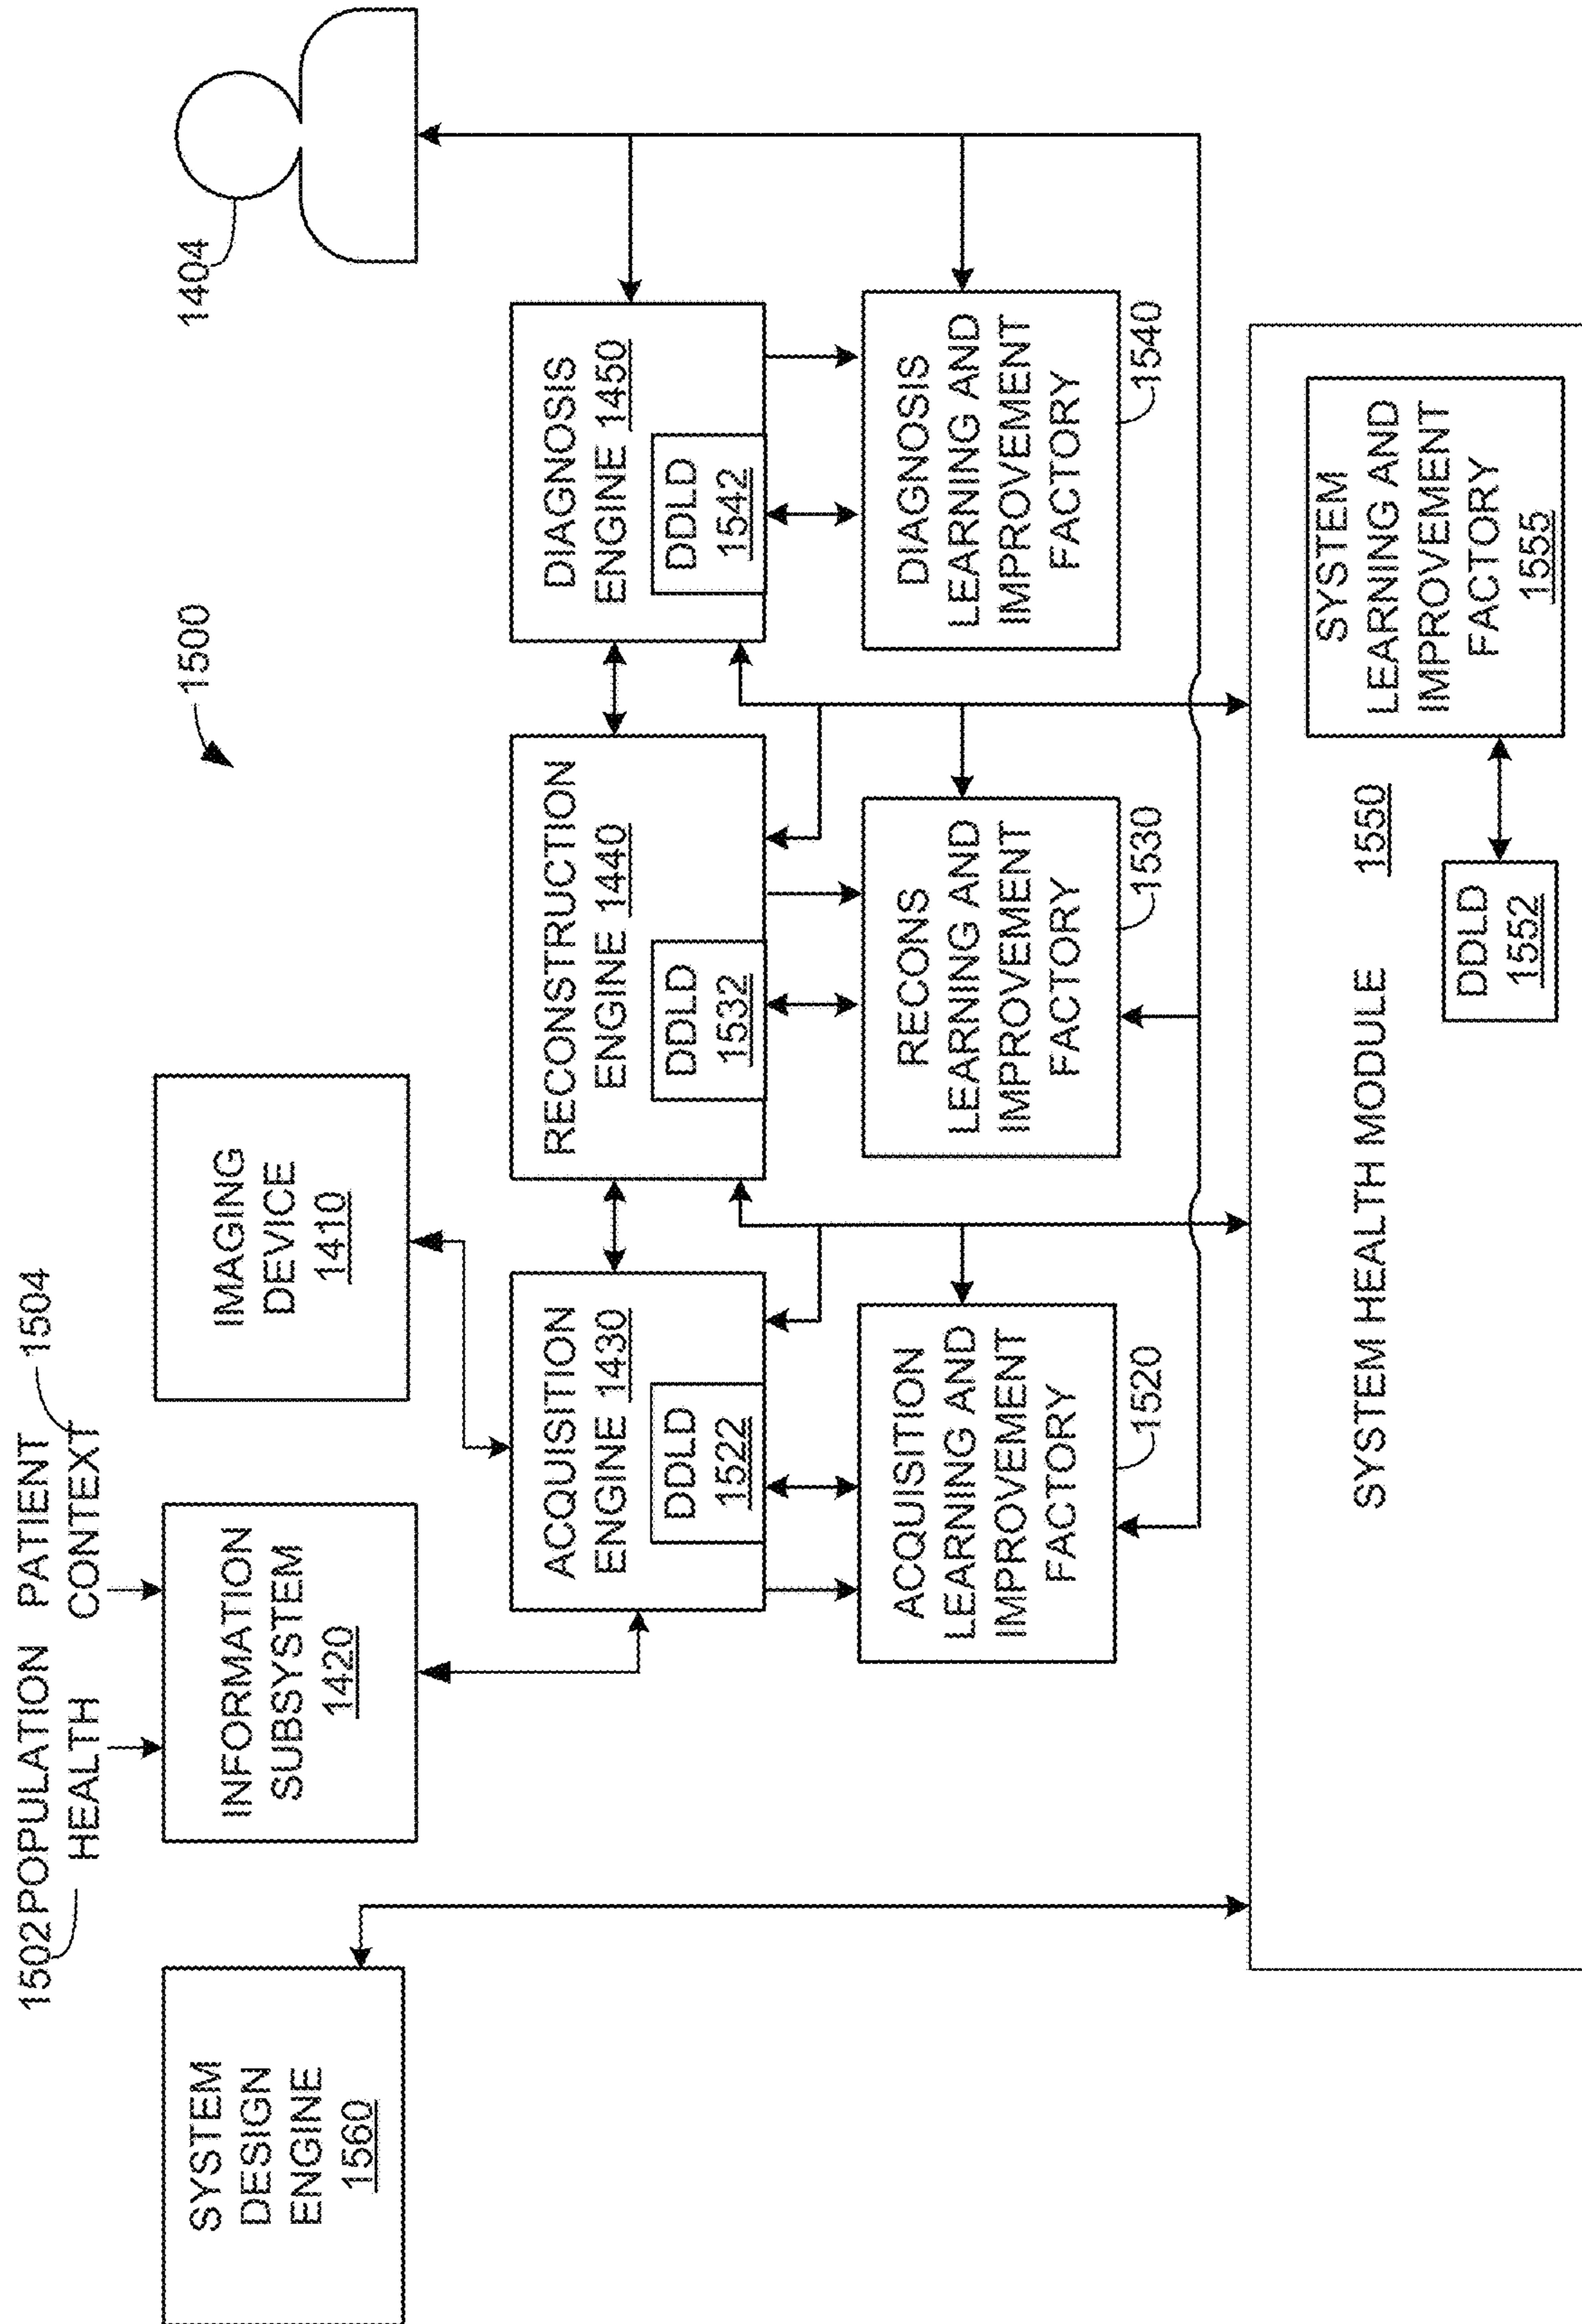 1502 POPULATION PATIENT 1504
HEALTH CONTEXT
1500
1404
SYSTEM
DESIGN
ENGINE
1560
INFORMATION
SUBSYSTEM
1420
IMAGING
DEVICE
1410
ACQUISITION
ENGINE 1430
DDLD
1522
RECONSTRUCTION
ENGINE 1440
DDLD
1532
DIAGNOSIS
ENGINE 1450
DDLD
1542
ACQUISITION
LEARNING AND
IMPROVEMENT
FACTORY
1520
RECONS
LEARNING AND
IMPROVEMENT
FACTORY
1530
DIAGNOSIS
LEARNING AND
IMPROVEMENT
FACTORY
1540
SYSTEM HEALTH MODULE 1550
DDLD
1552
SYSTEM
LEARNING AND
IMPROVEMENT
FACTORY
1555